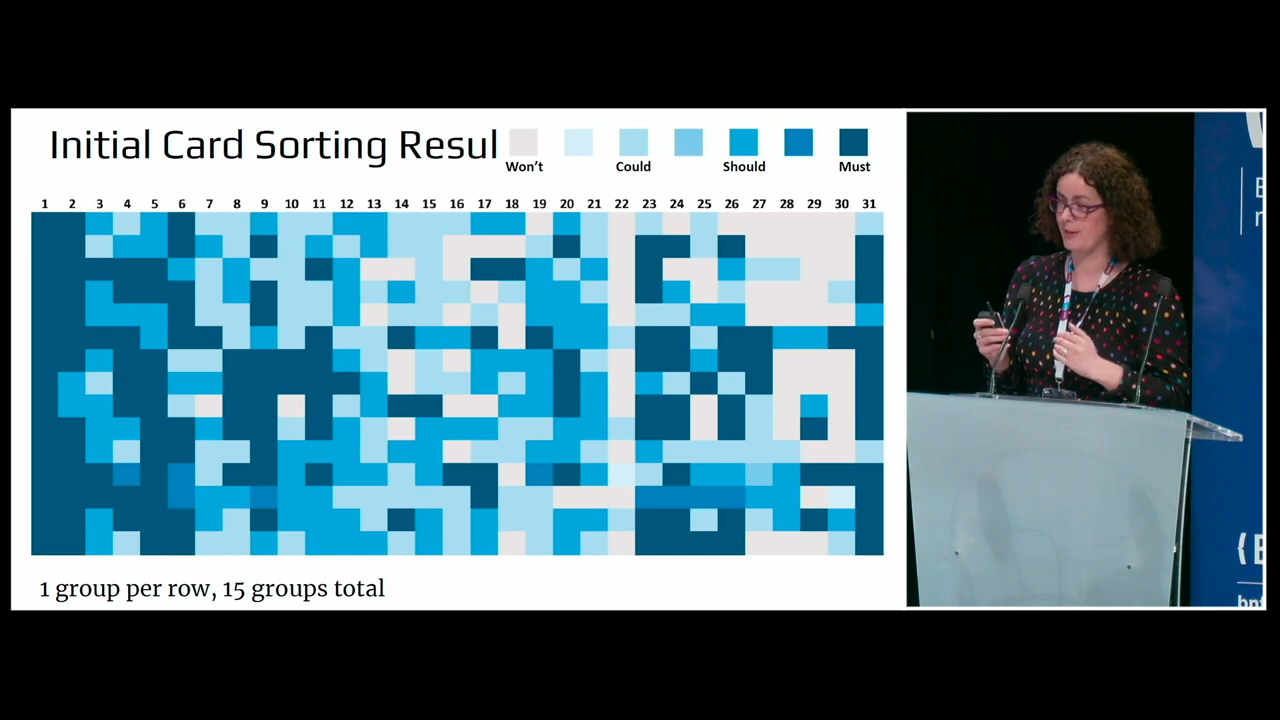 Initial Card Sorting Resul
Won't Could Should Must
1 2 3 4 5 6 7 8 9 10 11 12 13 14 15 16 17 18 19 20 21 22 23 24 25 26 27 28 29 30 31
1 group per row, 15 groups total